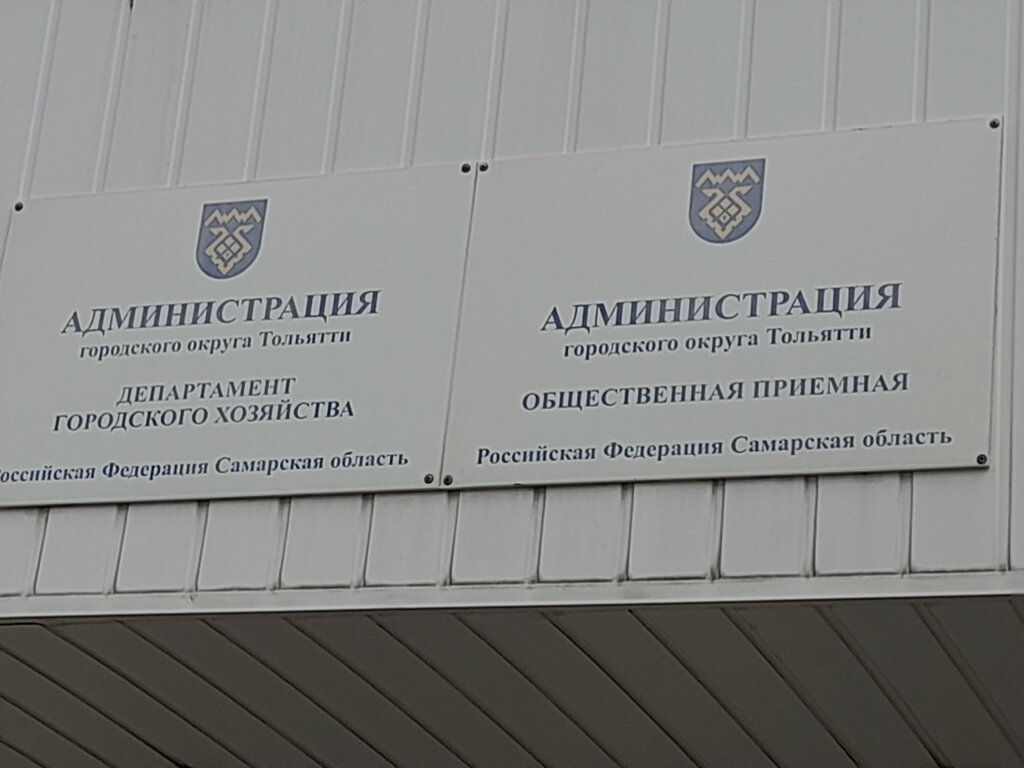 АДМИНИСТРАЦИЯ
городского округа Тольятти
ДЕПАРТАМЕНТ
ГОРОДСКОГО ХОЗЯЙСТВА
Российская Федерация Самарская область
АДМИНИСТРАЦИЯ
городского округа Тольятти
ОБЩЕСТВЕННАЯ ПРИЕМНАЯ
Российская Федерация Самарская область